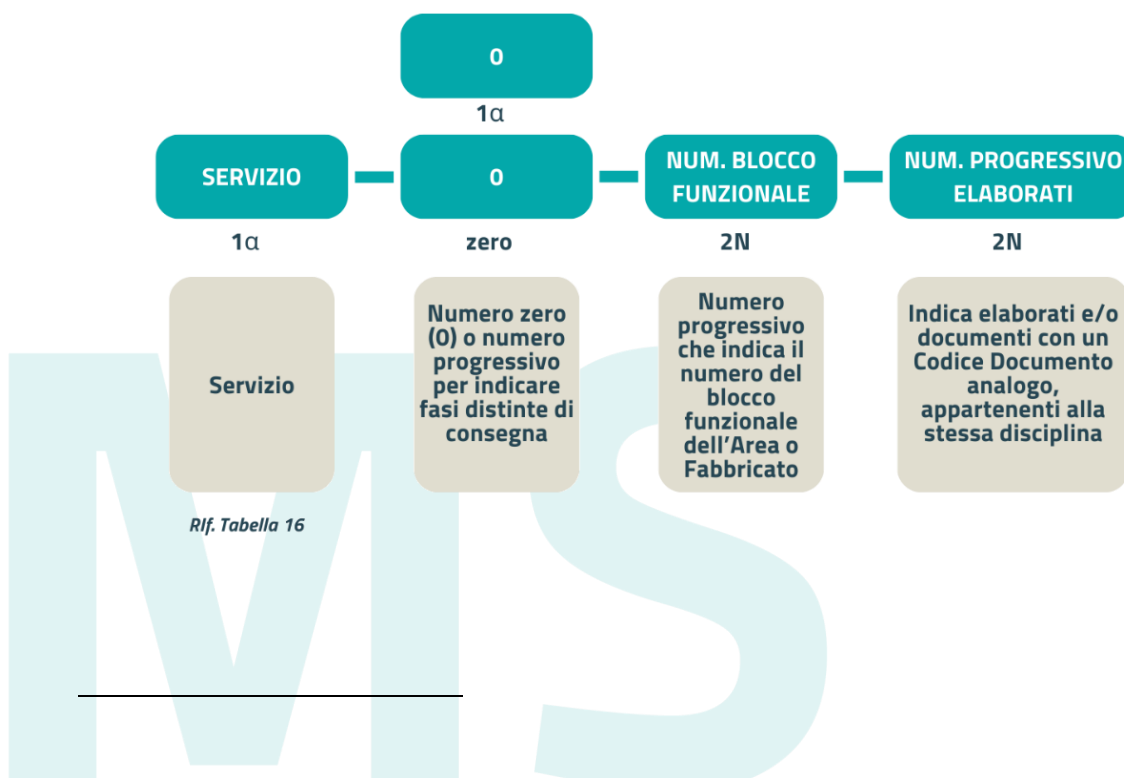 0
1α
SERVIZIO
0
NUM. BLOCCO
FUNZIONALE
NUM. PROGRESSIVO
ELABORATI
1α
zero
2N
2N
Servizio
Numero zero
(0) o numero
progressivo
per indicare
fasi distinte di
consegna
Numero
progressivo
che indica il
numero del
blocco
funzionale
dell'Area o
Fabbricato
Indica elaborati e/o
documenti con un
Codice Documento
analogo,
appartenenti alla
stessa disciplina
RIf. Tabella 16
MS